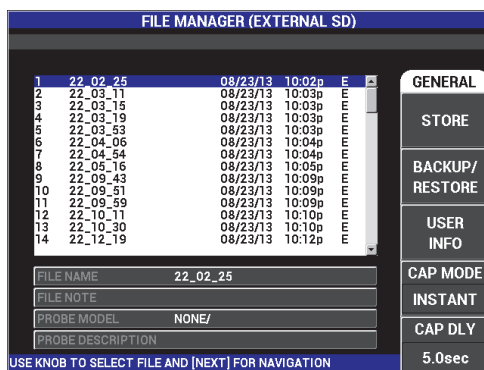 FILE MANAGER (EXTERNAL SD)
1 22_02_25 08/23/13 10:02p E
2 22_03_11 08/23/13 10:03p E
3 22_03_15 08/23/13 10:03p E
4 22_03_19 08/23/13 10:03p E
5 22_03_53 08/23/13 10:03p E
6 22_04_06 08/23/13 10:04p E
7 22_04_54 08/23/13 10:04p E
8 22_05_16 08/23/13 10:05p E
9 22_09_43 08/23/13 10:09p E
10 22_09_51 08/23/13 10:09p E
11 22_09_59 08/23/13 10:09p E
12 22_10_11 08/23/13 10:10p E
13 22_10_30 08/23/13 10:10p E
14 22_12_19 08/23/13 10:12p E
FILE NAME 22_02_25
FILE NOTE
PROBE MODEL NONE/
PROBE DESCRIPTION
USE KNOB TO SELECT FILE AND [NEXT] FOR NAVIGATION
GENERAL
STORE
BACKUP/
RESTORE
USER
INFO
CAP MODE
INSTANT
CAP DLY
5.0sec